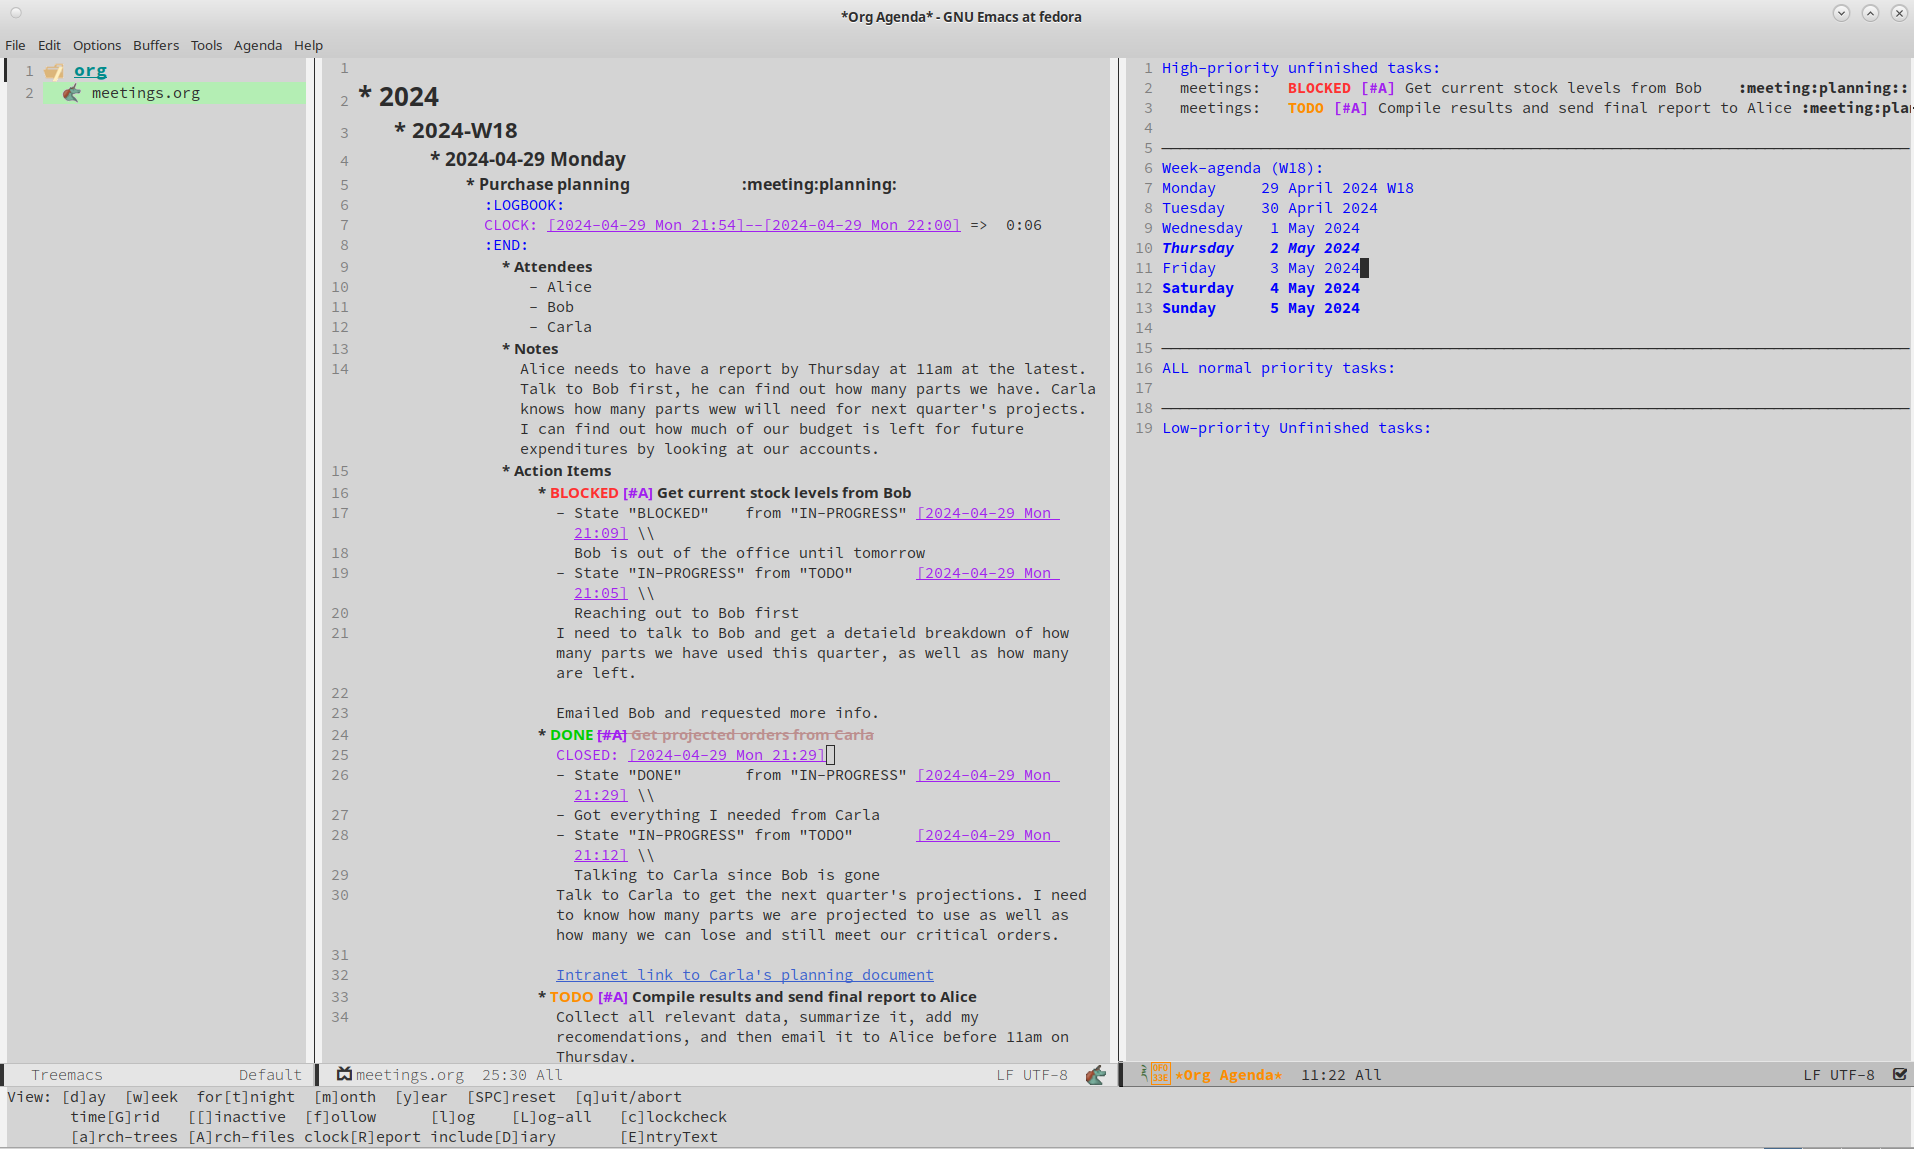 *Org Agenda* - GNU Emacs at fedora
File Edit Options Buffers Tools Agenda Help
1 org
2 meetings.org
1
2 * 2024
3 * 2024-W18
4 * 2024-04-29 Monday
5 * Purchase planning :meeting:planning:
6 :LOGBOOK:
7 CLOCK: [2024-04-29 Mon 21:54]--[2024-04-29 Mon 22:00] => 0:06
8 :END:
9 * Attendees
10 - Alice
11 - Bob
12 - Carla
13 * Notes
14 Alice needs to have a report by Thursday at 11am at the latest.
Talk to Bob first, he can find out how many parts we have. Carla
knows how many parts wew will need for next quarter's projects.
I can find out how much of our budget is left for future
expenditures by looking at our accounts.
15 * Action Items
16 * BLOCKED [#A] Get current stock levels from Bob
17 - State "BLOCKED" from "IN-PROGRESS" [2024-04-29 Mon
21:09] \\
18 Bob is out of the office until tomorrow
19 - State "IN-PROGRESS" from "TODO" [2024-04-29 Mon
21:05] \\
20 Reaching out to Bob first
21 I need to talk to Bob and get a detaield breakdown of how
many parts we have used this quarter, as well as how many
are left.
22
23 Emailed Bob and requested more info.
24 * DONE [#A] Get projected orders from Carla
25 CLOSED: [2024-04-29 Mon 21:29]
26 - State "DONE" from "IN-PROGRESS" [2024-04-29 Mon
21:29] \\
27 - Got everything I needed from Carla
28 - State "IN-PROGRESS" from "TODO" [2024-04-29 Mon
21:12] \\
29 Talking to Carla since Bob is gone
30 Talk to Carla to get the next quarter's projections. I need
to know how many parts we are projected to use as well as
how many we can lose and still meet our critical orders.
31
32 Intranet link to Carla's planning document
33 * TODO [#A] Compile results and send final report to Alice
34 Collect all relevant data, summarize it, add my
recomendations, and then email it to Alice before 11am on
Thursday.
1 High-priority unfinished tasks:
2 meetings: BLOCKED [#A] Get current stock levels from Bob :meeting:planning::
3 meetings: TODO [#A] Compile results and send final report to Alice :meeting:pla
4
5
6 Week-agenda (W18):
7 Monday 29 April 2024 W18
8 Tuesday 30 April 2024
9 Wednesday 1 May 2024
10 Thursday 2 May 2024
11 Friday 3 May 2024
12 Saturday 4 May 2024
13 Sunday 5 May 2024
14
15
16 ALL normal priority tasks:
17
18
19 Low-priority Unfinished tasks:
Treemacs Default
meetings.org 25:30 All LF UTF-8
0F0
33E
*Org Agenda* 11:22 All LF UTF-8
View: [d]ay [w]eek for[t]night [m]onth [y]ear [SPC]reset [q]uit/abort
time[G]rid [[]inactive [f]ollow [l]og [L]og-all [c]lockcheck
[a]rch-trees [A]rch-files clock[R]eport include[D]iary [E]ntryText